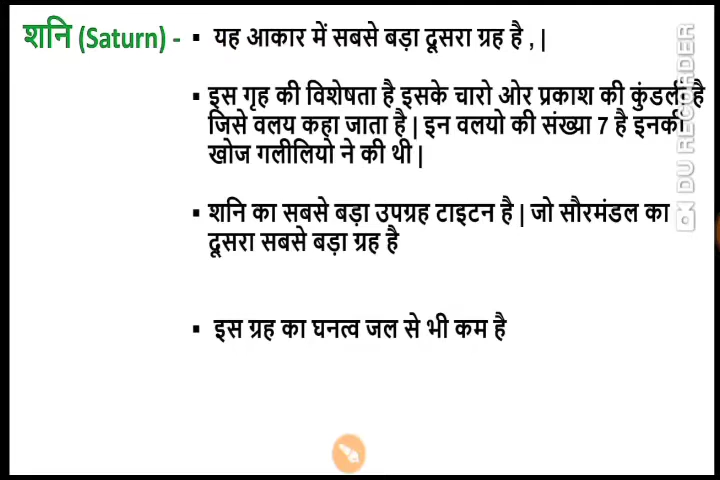 शनि (Saturn) - ▪ यह आकार में सबसे बड़ा दूसरा ग्रह है , |
▪ इस गृह की विशेषता है इसके चारो ओर प्रकाश की कुंडली है
जिसे वलय कहा जाता है | इन वलयो की संख्या 7 है इनकी
खोज गलीलियो ने की थी |
▪ शनि का सबसे बड़ा उपग्रह टाइटन है | जो सौरमंडल का
दूसरा सबसे बड़ा ग्रह है
▪ इस ग्रह का घनत्व जल से भी कम है
DU RECORDER